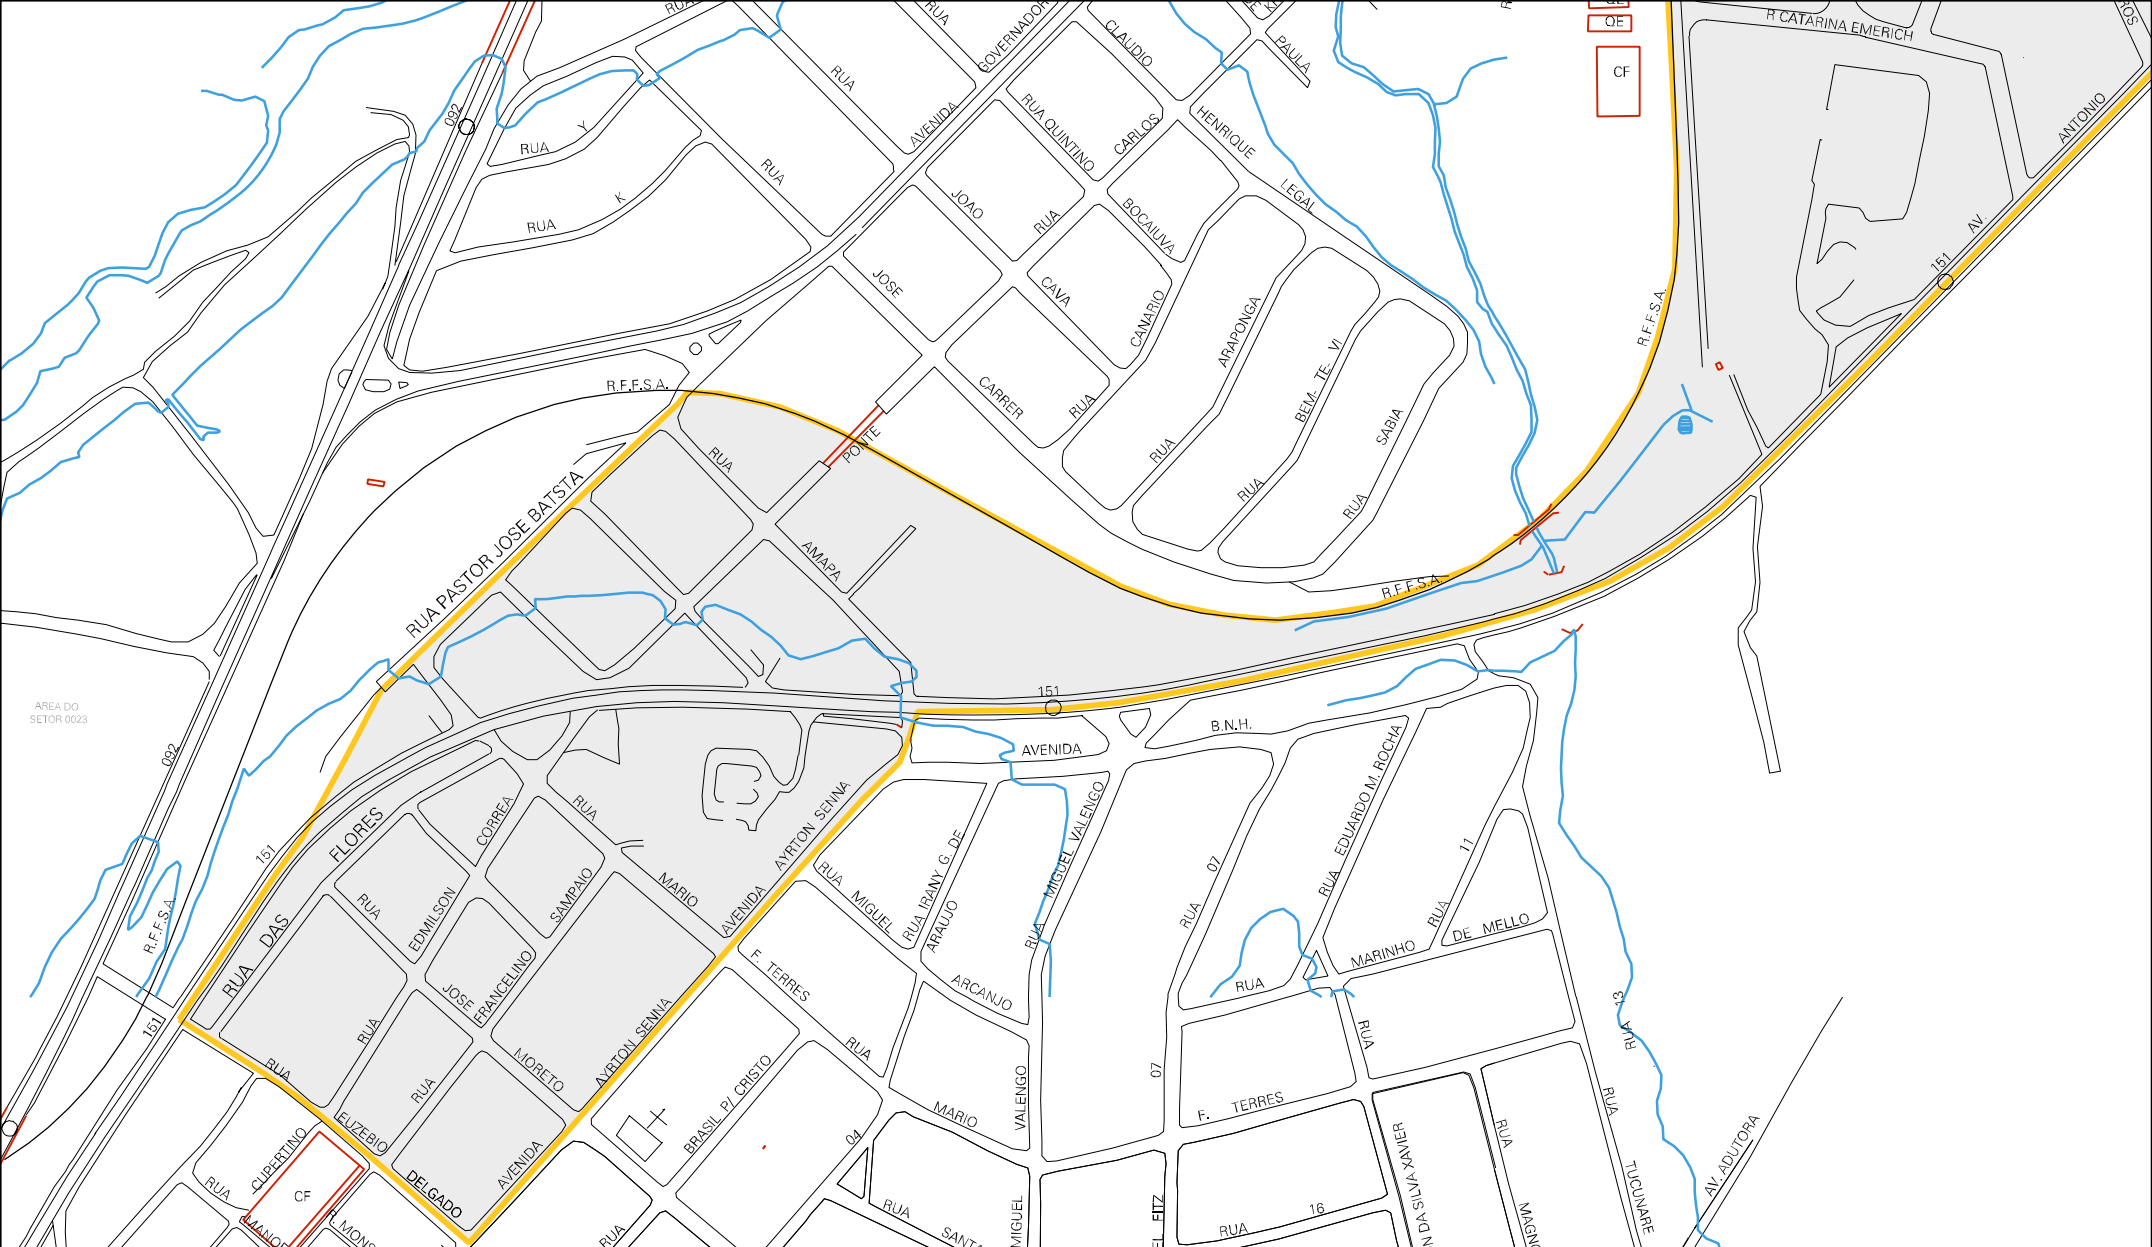 RUA
RUA
GOVERNADOR
CLAUDIO
PAULA
R CATARINA EMERICH
OE
CF
092
RUA
AVENIDA
RUA QUINTINO
CARLOS
HENRIQUE
ANTONIO
RUA
Y
RUA
LEGAL
RUA
K
JOAO
RUA
BOCAIUVA
AV.
151
JOSE
CAVA
CANARIO
ARAPONGA
R.F.F.S.A.
BEM- TE- VI
R.F.F.S.A.
CARRER
RUA
SABIA
PONTE
RUA
RUA
RUA
RUA
RUA PASTOR JOSE BATSTA
AMAPA
R.F.F.S.A.
AREA DO
SETOR 0023
151
092
AVENIDA
B.N.H.
RUA EDUARDO M. ROCHA
FLORES
CORREA
RUA
AYRTON SENNA
MIGUEL VALENGO
151
RUA IRANY G. DE
ARAUJO
07
11
RUA
SAMPAIO
MARIO
AVENIDA
RUA MIGUEL
RUA
RUA
RUA
R.F.F.S.A.
DAS
EDMILSON
MARINHO
DE MELLO
RUA
JOSE
FRANCELINO
F. TERRES
ARCANJO
RUA
RUA 13
151
RUA
AYRTON SENNA
RUA
RUA
RUA
MORETO
RUA
BRASIL P/ CRISTO
VALENGO
07
F. TERRES
RUA
EUZEBIO
MARIO
04
RUA
AV. ADUTORA
CUPERTINO
AVENIDA
RUA
CF
DELGADO
RUA
SANTA
MIGUEL
EL FITZ
RUA 16
N DA SILVA XAVIER
MAGNO
TUCUNARE
MANOE
R. MONS
RUA